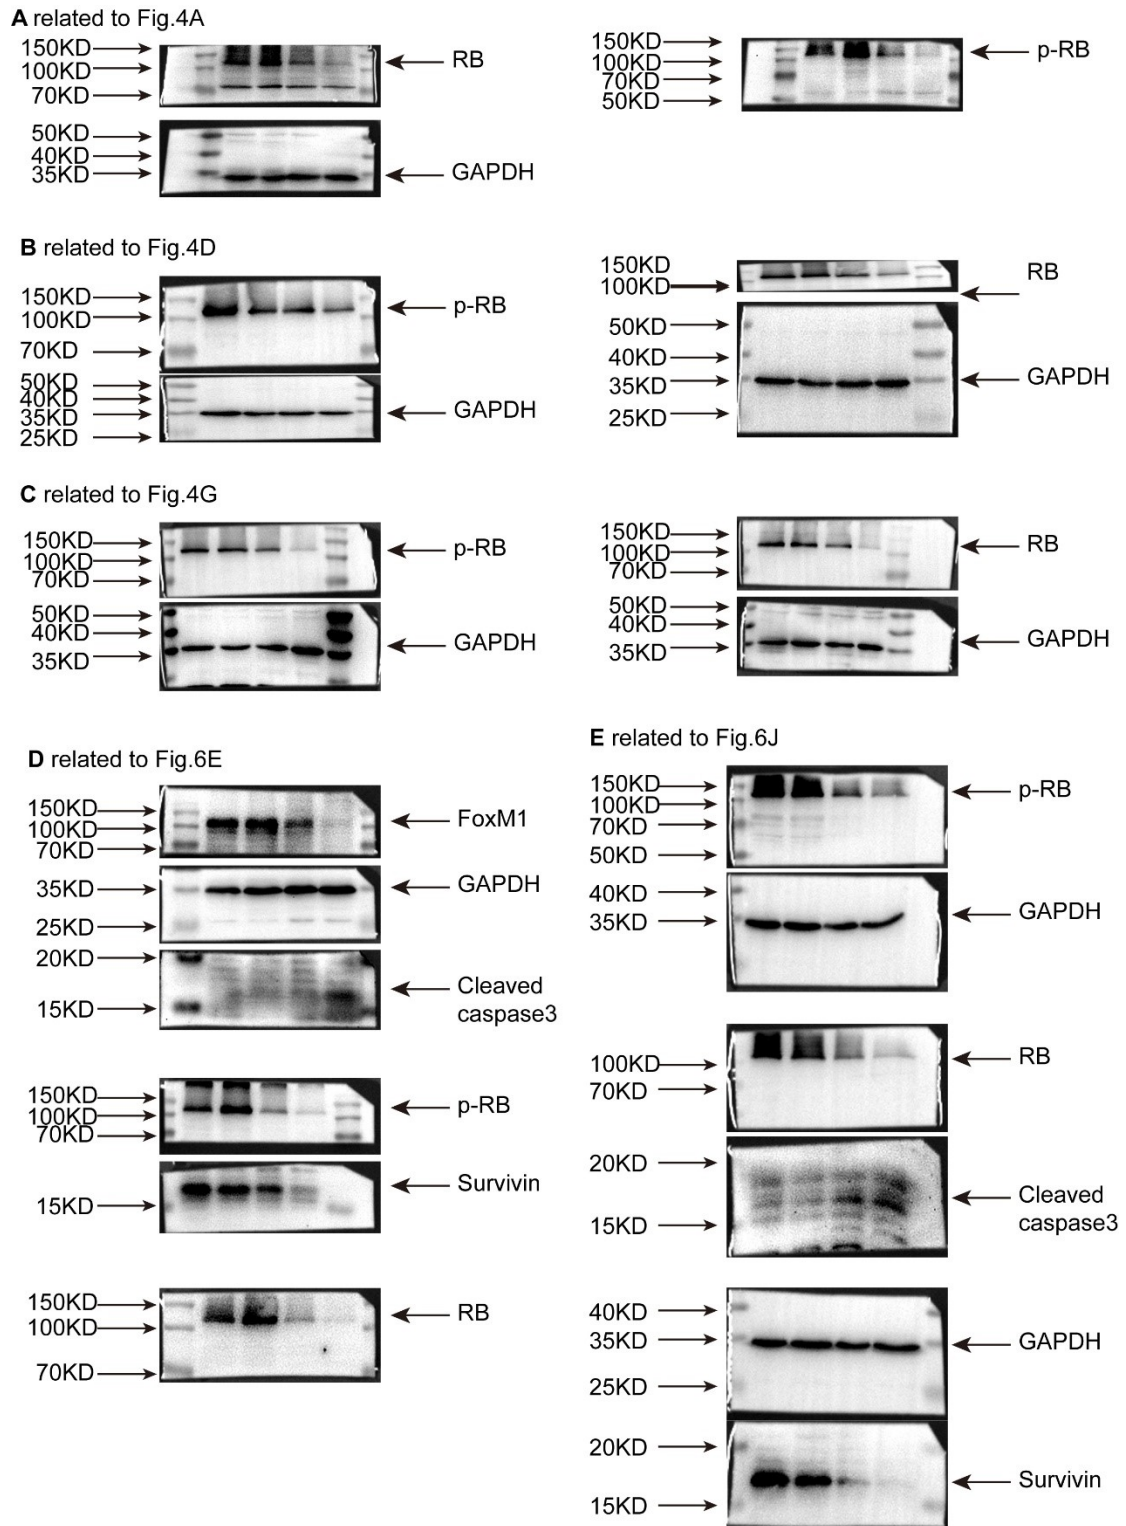 A related to Fig.4A
150KD
100KD
70KD
RB
50KD
40KD
35KD
GAPDH
150KD
100KD
70KD
50KD
p-RB
B related to Fig.4D
150KD
100KD
70KD
p-RB
50KD
40KD
35KD
25KD
GAPDH
150KD
100KD
RB
50KD
40KD
35KD
25KD
GAPDH
C related to Fig.4G
150KD
100KD
70KD
p-RB
50KD
40KD
35KD
GAPDH
150KD
100KD
70KD
RB
50KD
40KD
35KD
GAPDH
D related to Fig.6E
150KD
100KD
70KD
FoxM1
35KD
25KD
GAPDH
20KD
15KD
Cleaved
caspase3
150KD
100KD
70KD
p-RB
15KD
Survivin
150KD
100KD
70KD
RB
E related to Fig.6J
150KD
100KD
70KD
50KD
p-RB
40KD
35KD
GAPDH
100KD
70KD
RB
20KD
15KD
Cleaved
caspase3
40KD
35KD
25KD
GAPDH
20KD
15KD
Survivin